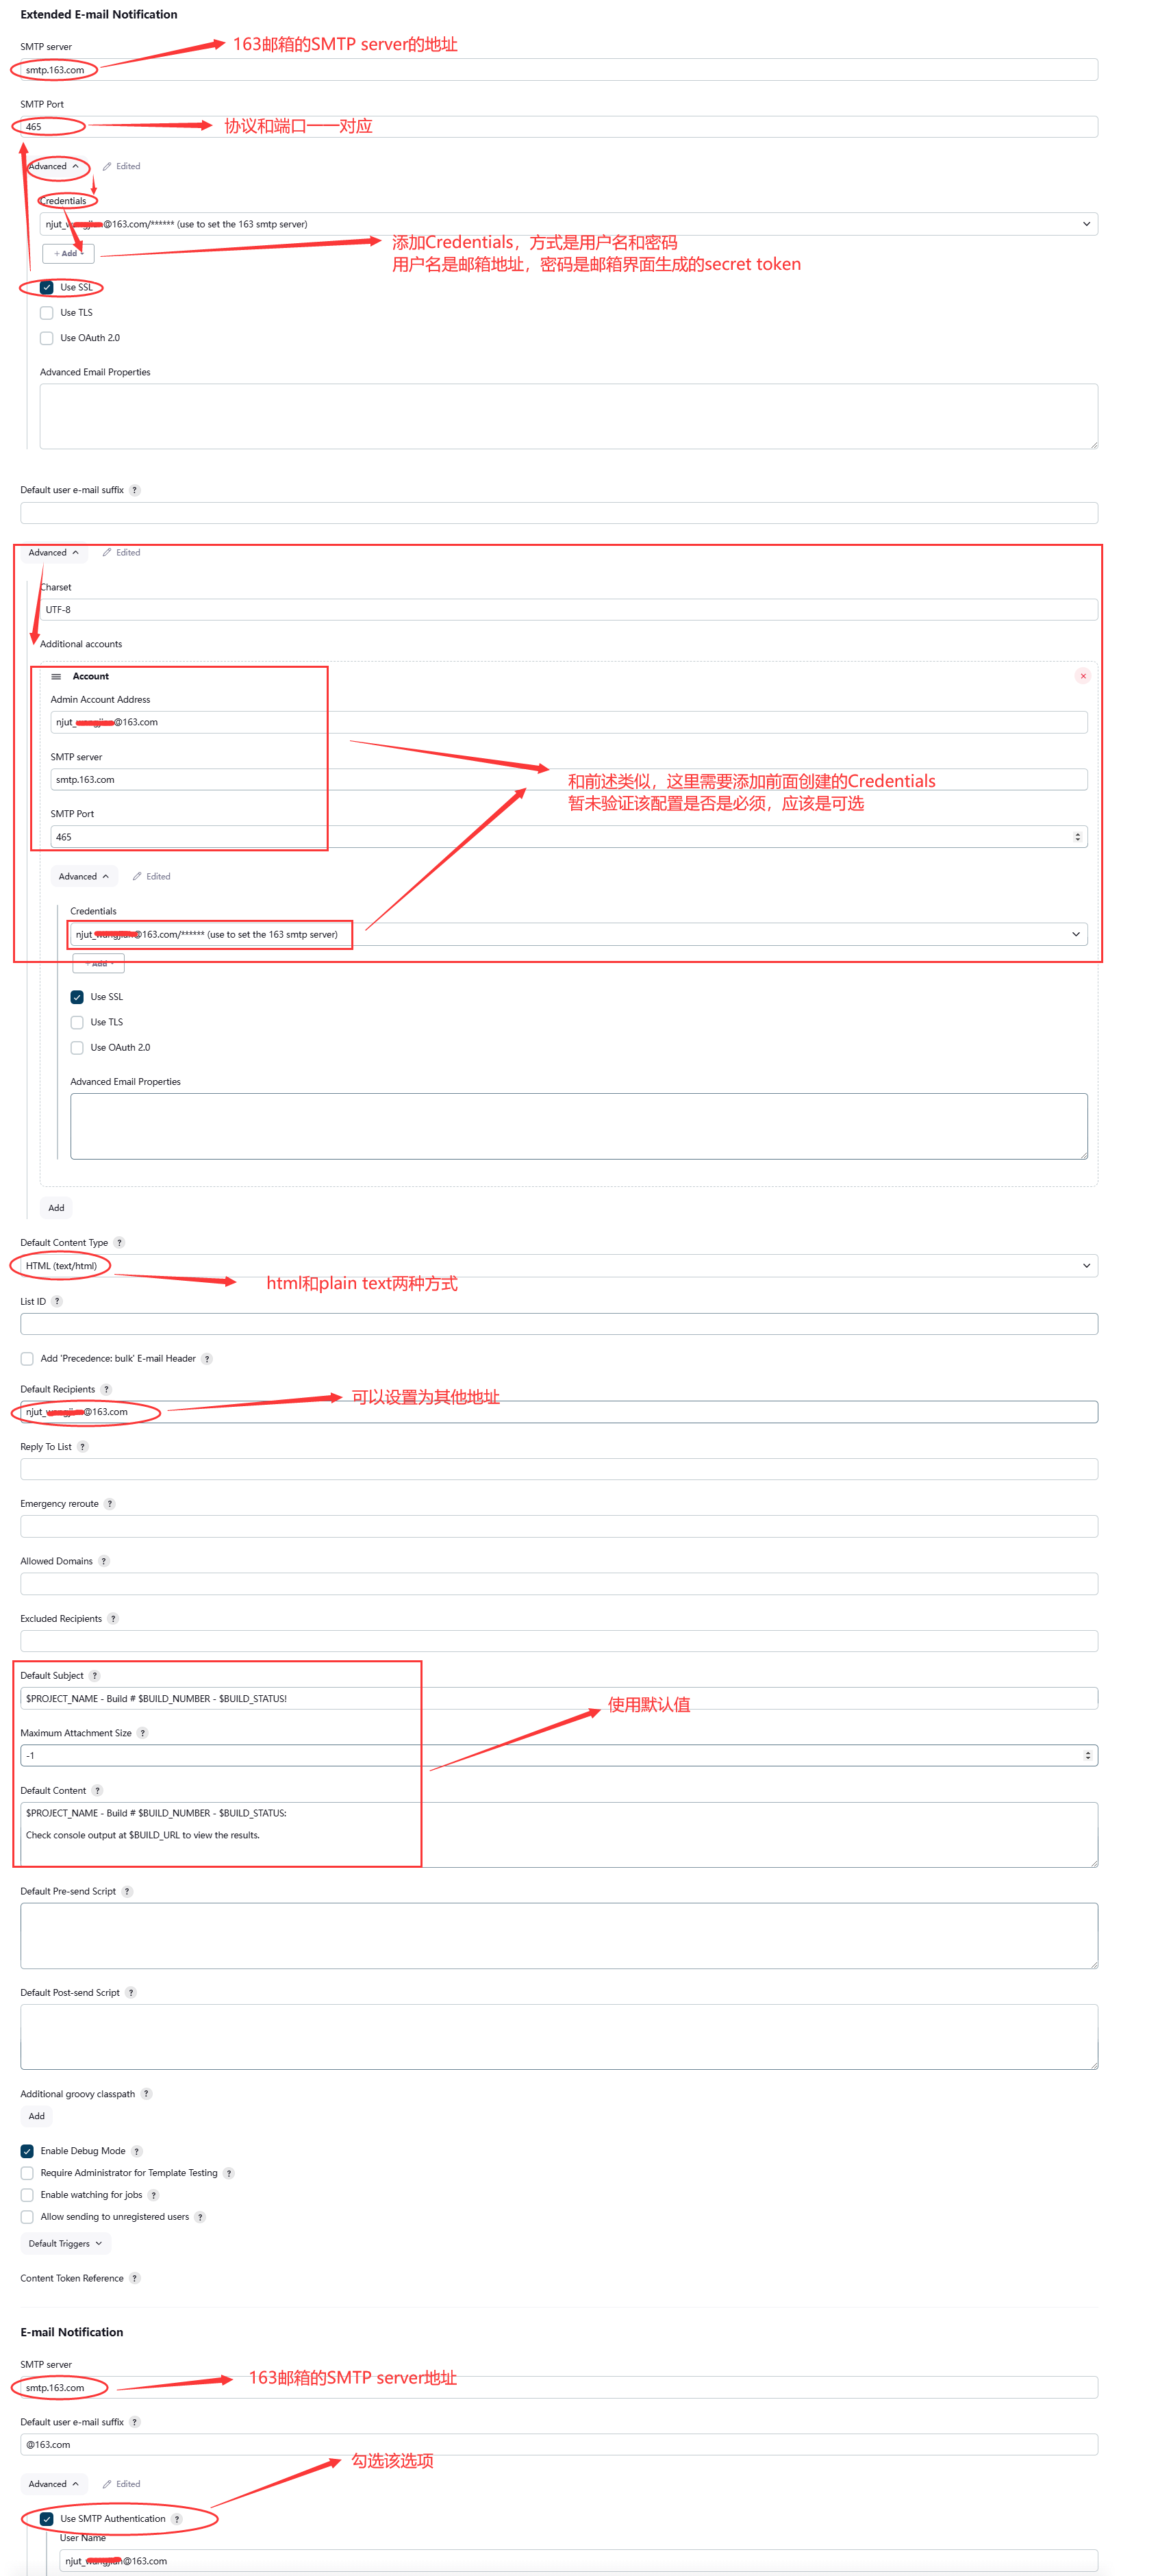 Extended E-mail Notification
SMTP server
163邮箱的SMTP server的地址
smtp.163.com
SMTP Port
465
协议和端口一一对应
Advanced
Edited
Credentials
njut_ @163.com/****** (use to set the 163 smtp server)
+ Add
添加Credentials，方式是用户名和密码
用户名是邮箱地址，密码是邮箱界面生成的secret token
Use SSL
Use TLS
Use OAuth 2.0
Advanced Email Properties
Default user e-mail suffix ?
Advanced
Edited
Charset
UTF-8
Additional accounts
Account
Admin Account Address
njut_ @163.com
SMTP server
smtp.163.com
和前述类似，这里需要添加前面创建的Credentials
暂未验证该配置是否是必须，应该是可选
SMTP Port
465
Advanced
Edited
Credentials
njut_ @163.com/****** (use to set the 163 smtp server)
+ Add
Use SSL
Use TLS
Use OAuth 2.0
Advanced Email Properties
Add
Default Content Type ?
HTML (text/html)
html和plain text两种方式
List ID ?
Add 'Precedence: bulk' E-mail Header ?
Default Recipients ?
可以设置为其他地址
njut_ @163.com
Reply To List ?
Emergency reroute ?
Allowed Domains ?
Excluded Recipients ?
Default Subject ?
$PROJECT_NAME - Build # $BUILD_NUMBER - $BUILD_STATUS!
使用默认值
Maximum Attachment Size ?
-1
Default Content ?
$PROJECT_NAME - Build # $BUILD_NUMBER - $BUILD_STATUS:
Check console output at $BUILD_URL to view the results.
Default Pre-send Script ?
Default Post-send Script ?
Additional groovy classpath ?
Add
Enable Debug Mode ?
Require Administrator for Template Testing ?
Enable watching for jobs ?
Allow sending to unregistered users ?
Default Triggers
Content Token Reference ?
E-mail Notification
SMTP server
163邮箱的SMTP server地址
smtp.163.com
Default user e-mail suffix ?
@163.com
勾选该选项
Advanced
Edited
Use SMTP Authentication ?
User Name
njut_ @163.com